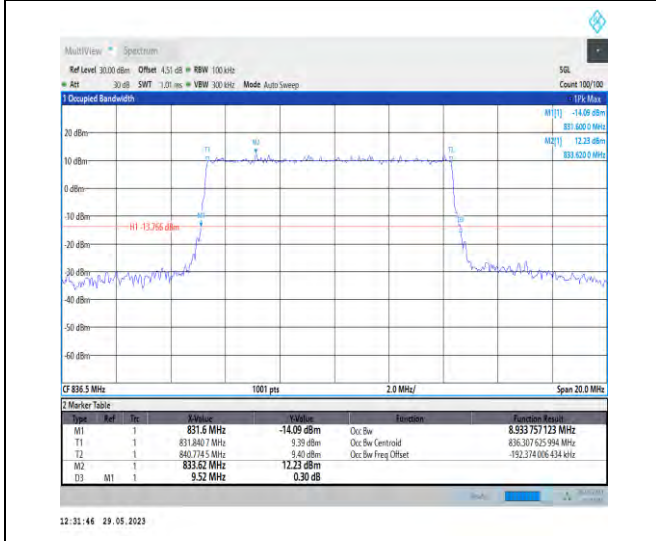 MultiView Spectrum
Ref Level 30.00 dBm Offset 4.51 dB RBW 100 kHz SGL
Att 30 dB SWT 1.01 ms VBW 300 kHz Mode Auto Sweep Count 100/100
1 Occupied Bandwidth 1Pk Max
M1[1] -14.09 dBm
831.600 0 MHz
M2[1] 12.23 dBm
833.620 0 MHz
20 dBm
T1 M2 T2
10 dBm
0 dBm
-10 dBm
H1 -13.766 dBm
-30 dBm
-40 dBm
-50 dBm
-60 dBm
CF 836.5 MHz 1001 pts 2.0 MHz/ Span 20.0 MHz
2 Marker Table
Type Ref Trc X-Value Y-Value Function Function Result
M1 1 831.6 MHz -14.09 dBm Occ Bw 8.933 757 123 MHz
T1 1 831.840 7 MHz 9.39 dBm Occ Bw Centroid 836.307 625 994 MHz
T2 1 840.774 5 MHz 9.40 dBm Occ Bw Freq Offset -192.374 006 434 kHz
M2 1 833.62 MHz 12.23 dBm
D3 M1 1 9.52 MHz 0.30 dB
12:31:46 29.05.2023